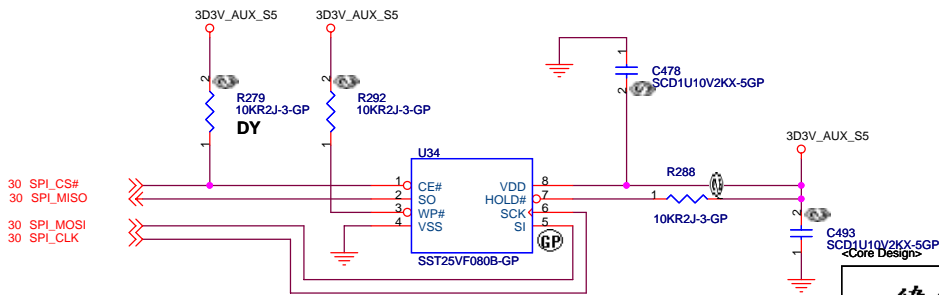 3D3V_AUX_S5
3D3V_AUX_S5
2
R279
10KR2J-3-GP
DY
1
2
R292
10KR2J-3-GP
1
1
C478
SCD1U10V2KX-5GP
2
3D3V_AUX_S5
U34
30 SPI_CS#
30 SPI_MISO
30 SPI_MOSI
30 SPI_CLK
1 CE# VDD 8
2 SO HOLD# 7
3 WP# SCK 6
4 VSS SI 5
GP
SST25VF080B-GP
R288
1
10KR2J-3-GP
2
C493
SCD1U10V2KX-5GP
1
<Core Design>